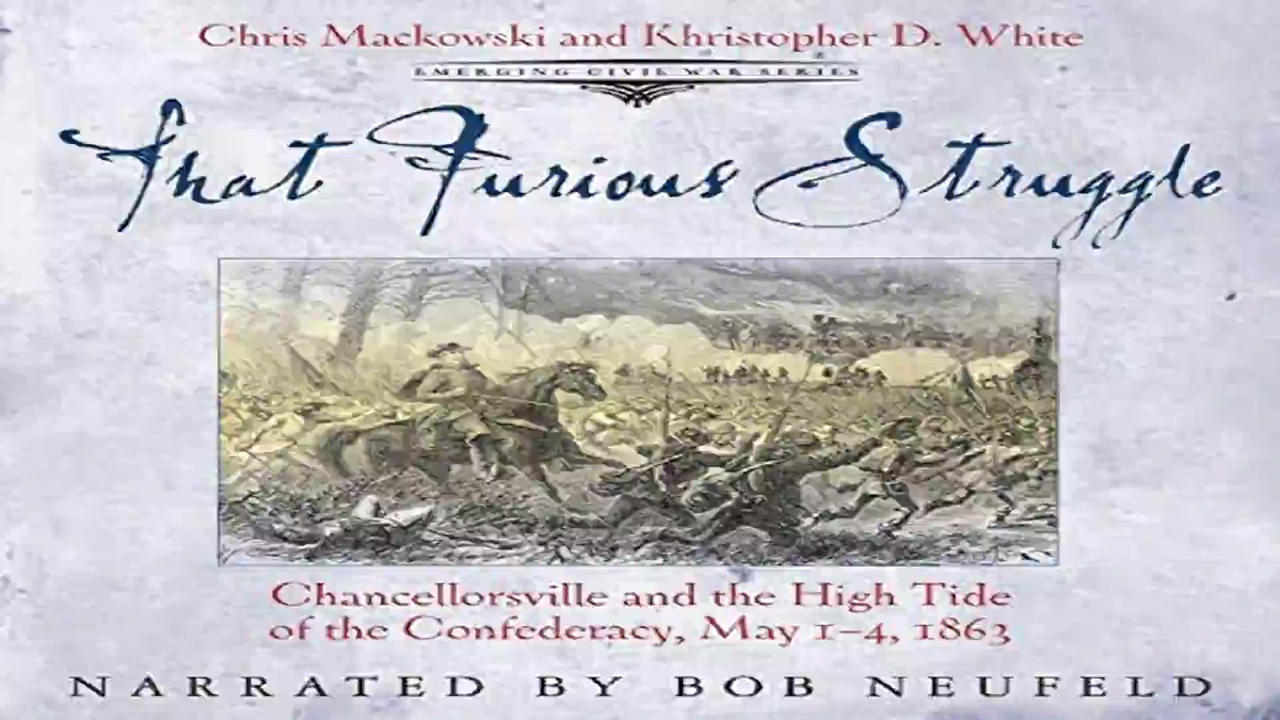 Chris Mackowski and Khristopher D. White
EMERGING CIVIL WAR SERIES
That Furious Struggle
Chancellorsville and the High Tide
of the Confederacy, May 1–4, 1863
NARRATED BY BOB NEUFELD